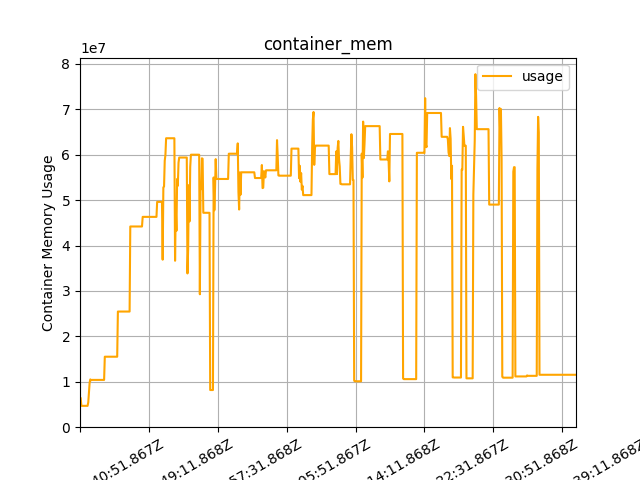 container_mem
1e7
usage
8
7
6
5
4
3
2
1
0
Container Memory Usage
40:51.867Z
49:11.868Z
57:31.868Z
05:51.867Z
14:11.868Z
22:31.867Z
30:51.868Z
39:11.868